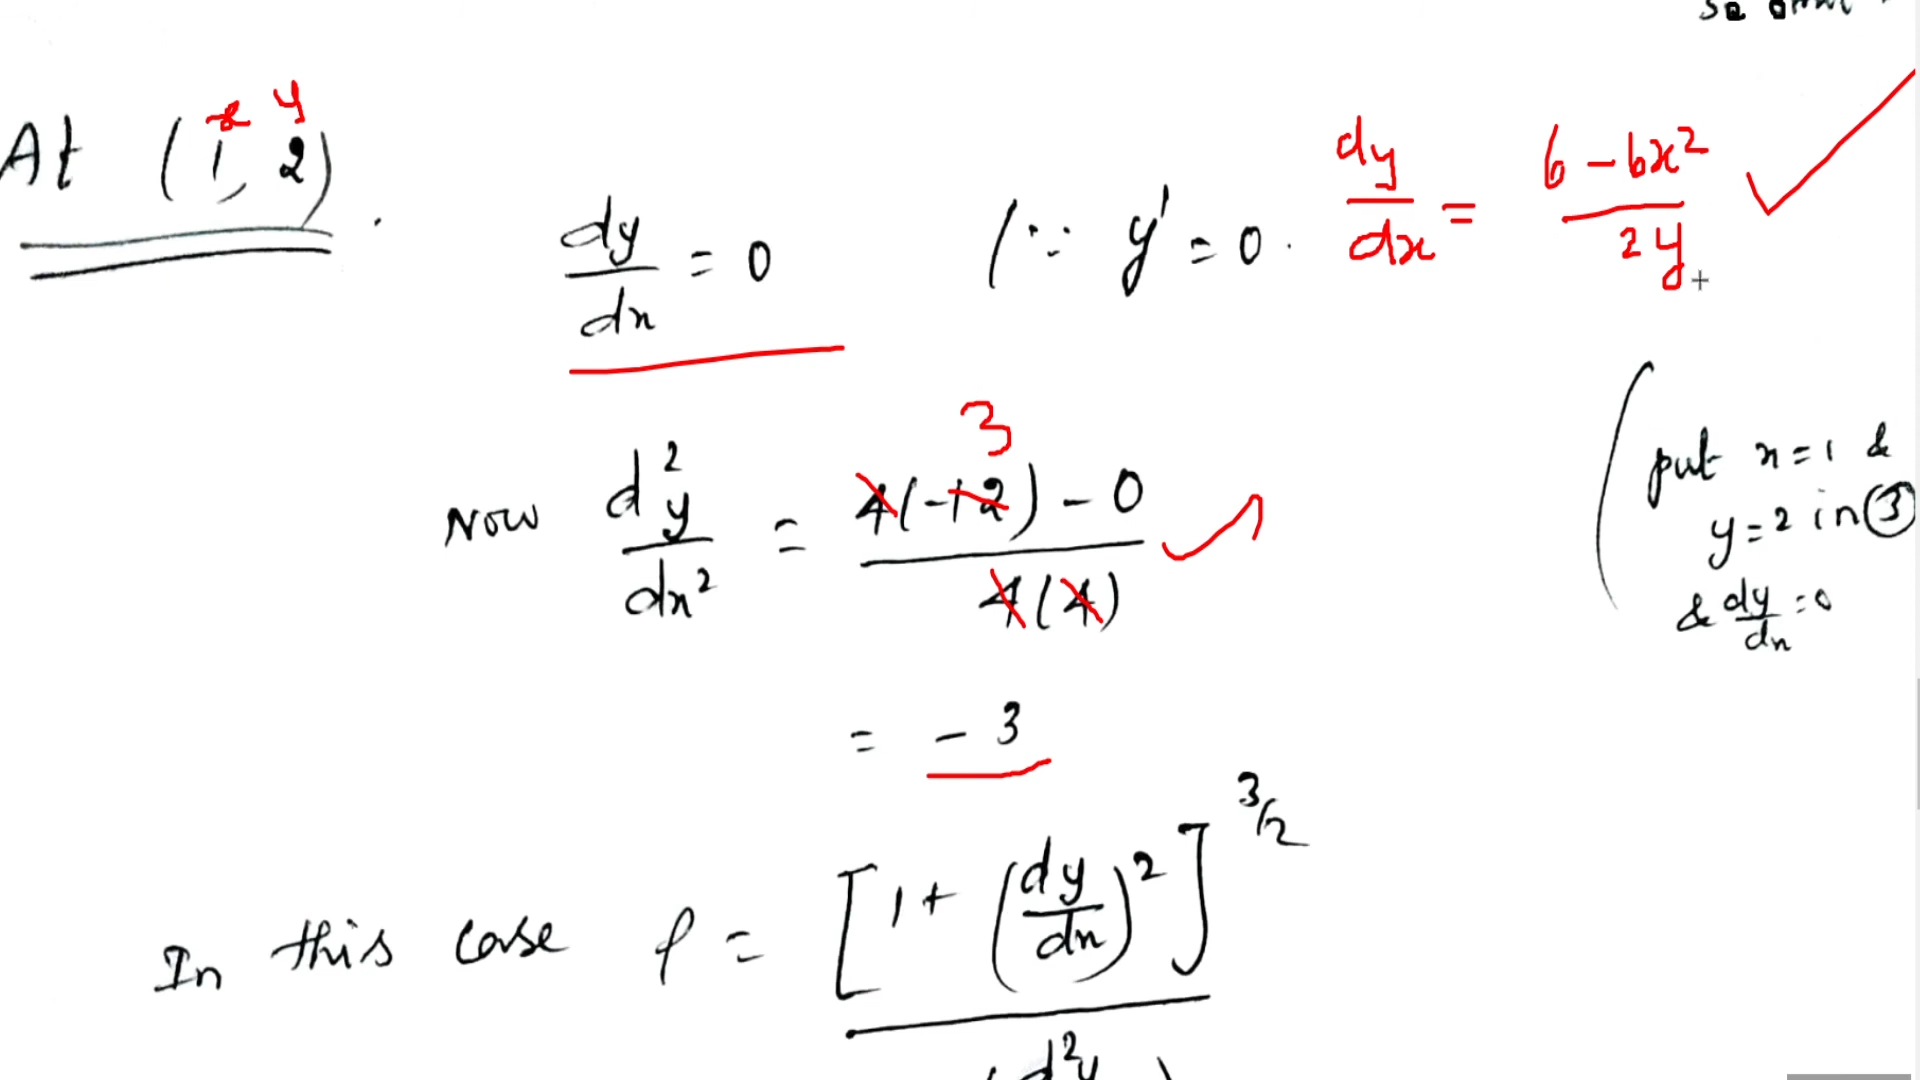 x y
At (1, 2).
dy/dx = 0 (∵ y' = 0. dy/dx = 6 - 6x²/2y
3
Now d²y/dx² = 4(-12) - 0/4(4)
(put x = 1 &
y = 2 in ③
& dy/dx = 0
= -3
In this case ρ = [1 + (dy/dx)²]^3/2
(d²y)